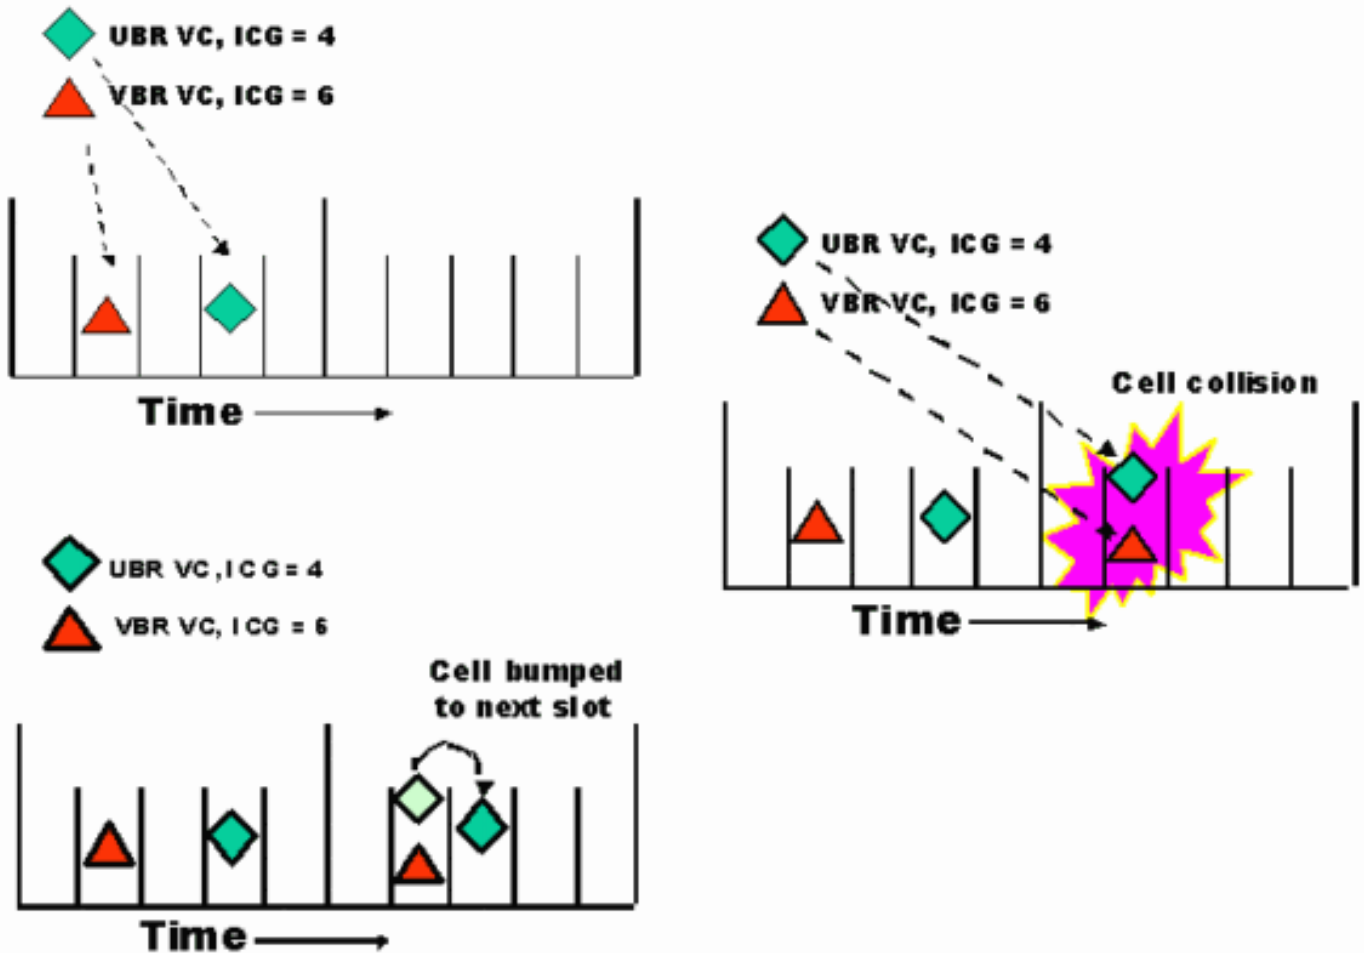 UBR VC, ICG = 4
VBR VC, ICG = 6
Time
UBR VC, ICG = 4
VBR VC, ICG = 6
Cell collision
Time
UBR VC, ICG = 4
VBR VC, ICG = 6
Cell bumped
to next slot
Time